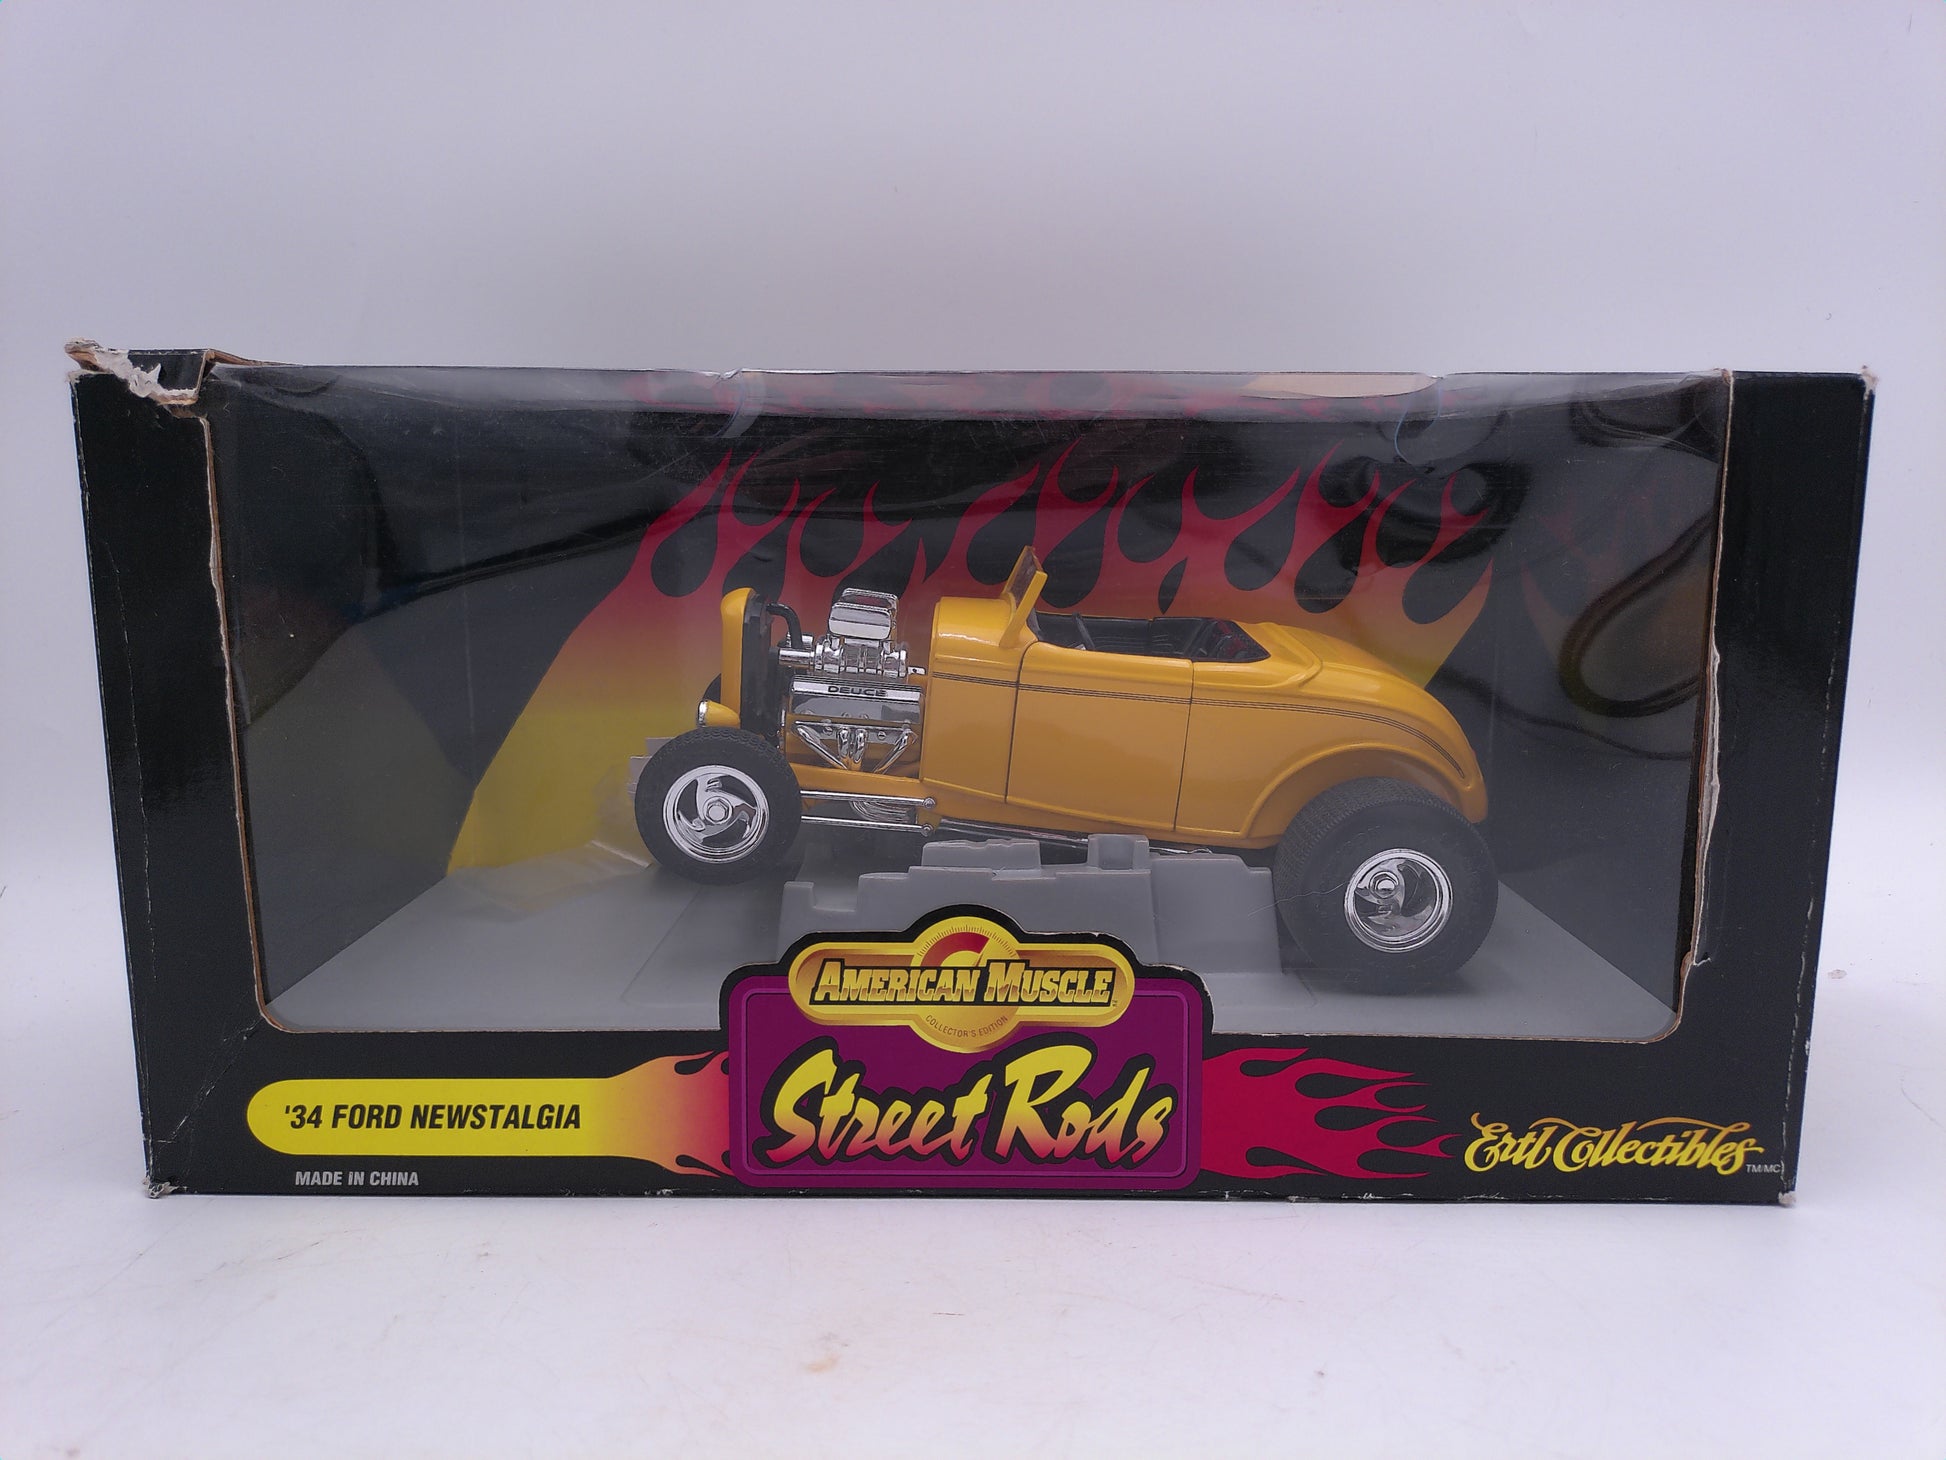 DEUCE
AMERICAN MUSCLE
COLLECTOR'S EDITION
Street Rods
'34 FORD NEWSTALGIA
MADE IN CHINA
Ertl Collectibles TM/MC